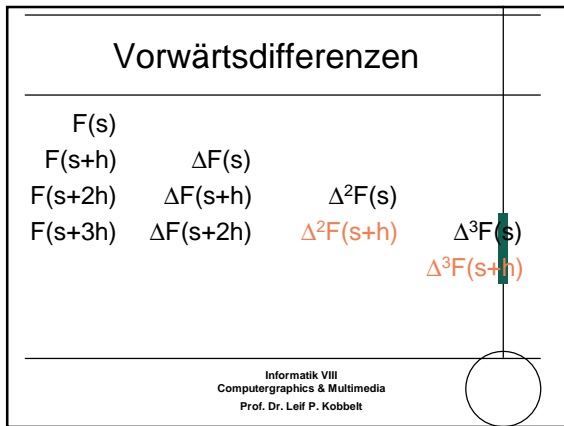 Vorwärtsdifferenzen
F(s)
F(s+h) ΔF(s)
F(s+2h) ΔF(s+h) Δ²F(s)
F(s+3h) ΔF(s+2h) Δ²F(s+h) Δ³F(s)
Δ³F(s+h)
Informatik VIII
Computergraphics & Multimedia
Prof. Dr. Leif P. Kobbelt